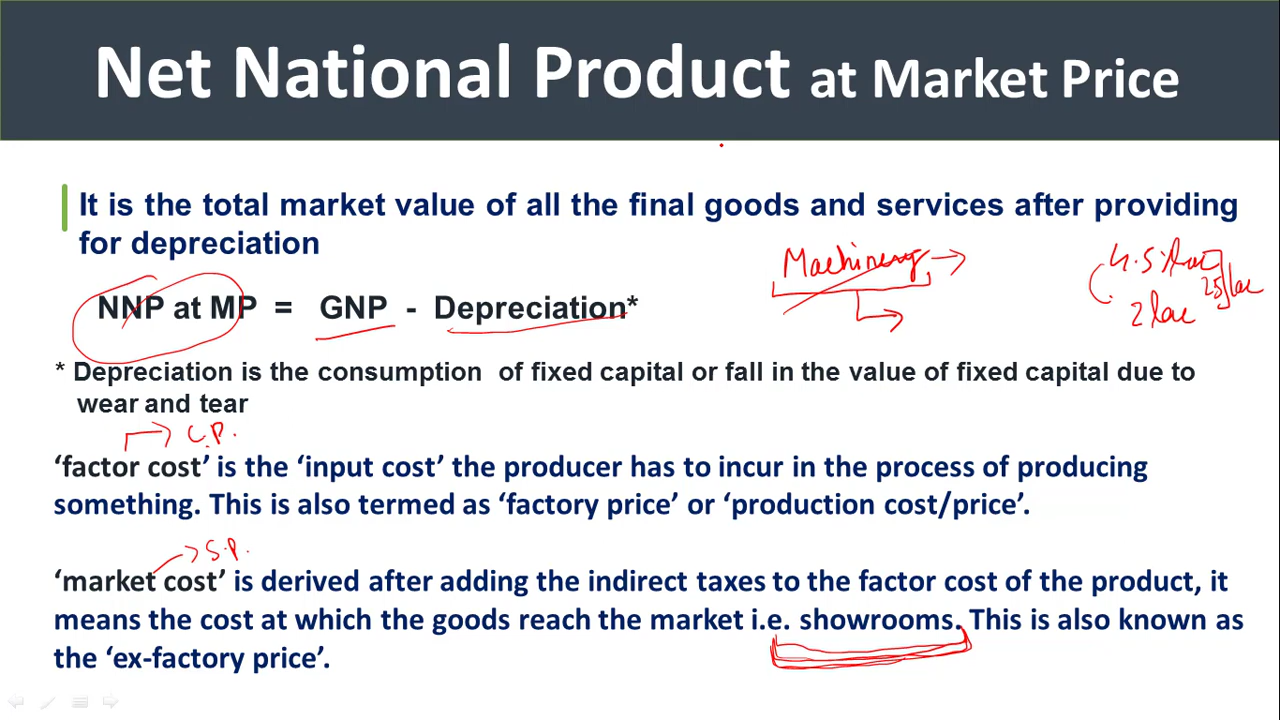 Net National Product at Market Price
It is the total market value of all the final goods and services after providing
for depreciation
Machinery
4.5 lac
25 lac
2 lac
NNP at MP = GNP - Depreciation*
* Depreciation is the consumption of fixed capital or fall in the value of fixed capital due to
wear and tear
C.P.
‘factor cost’ is the ‘input cost’ the producer has to incur in the process of producing
something. This is also termed as ‘factory price’ or ‘production cost/price’.
S.P.
‘market cost’ is derived after adding the indirect taxes to the factor cost of the product, it
means the cost at which the goods reach the market i.e. showrooms. This is also known as
the ‘ex-factory price’.